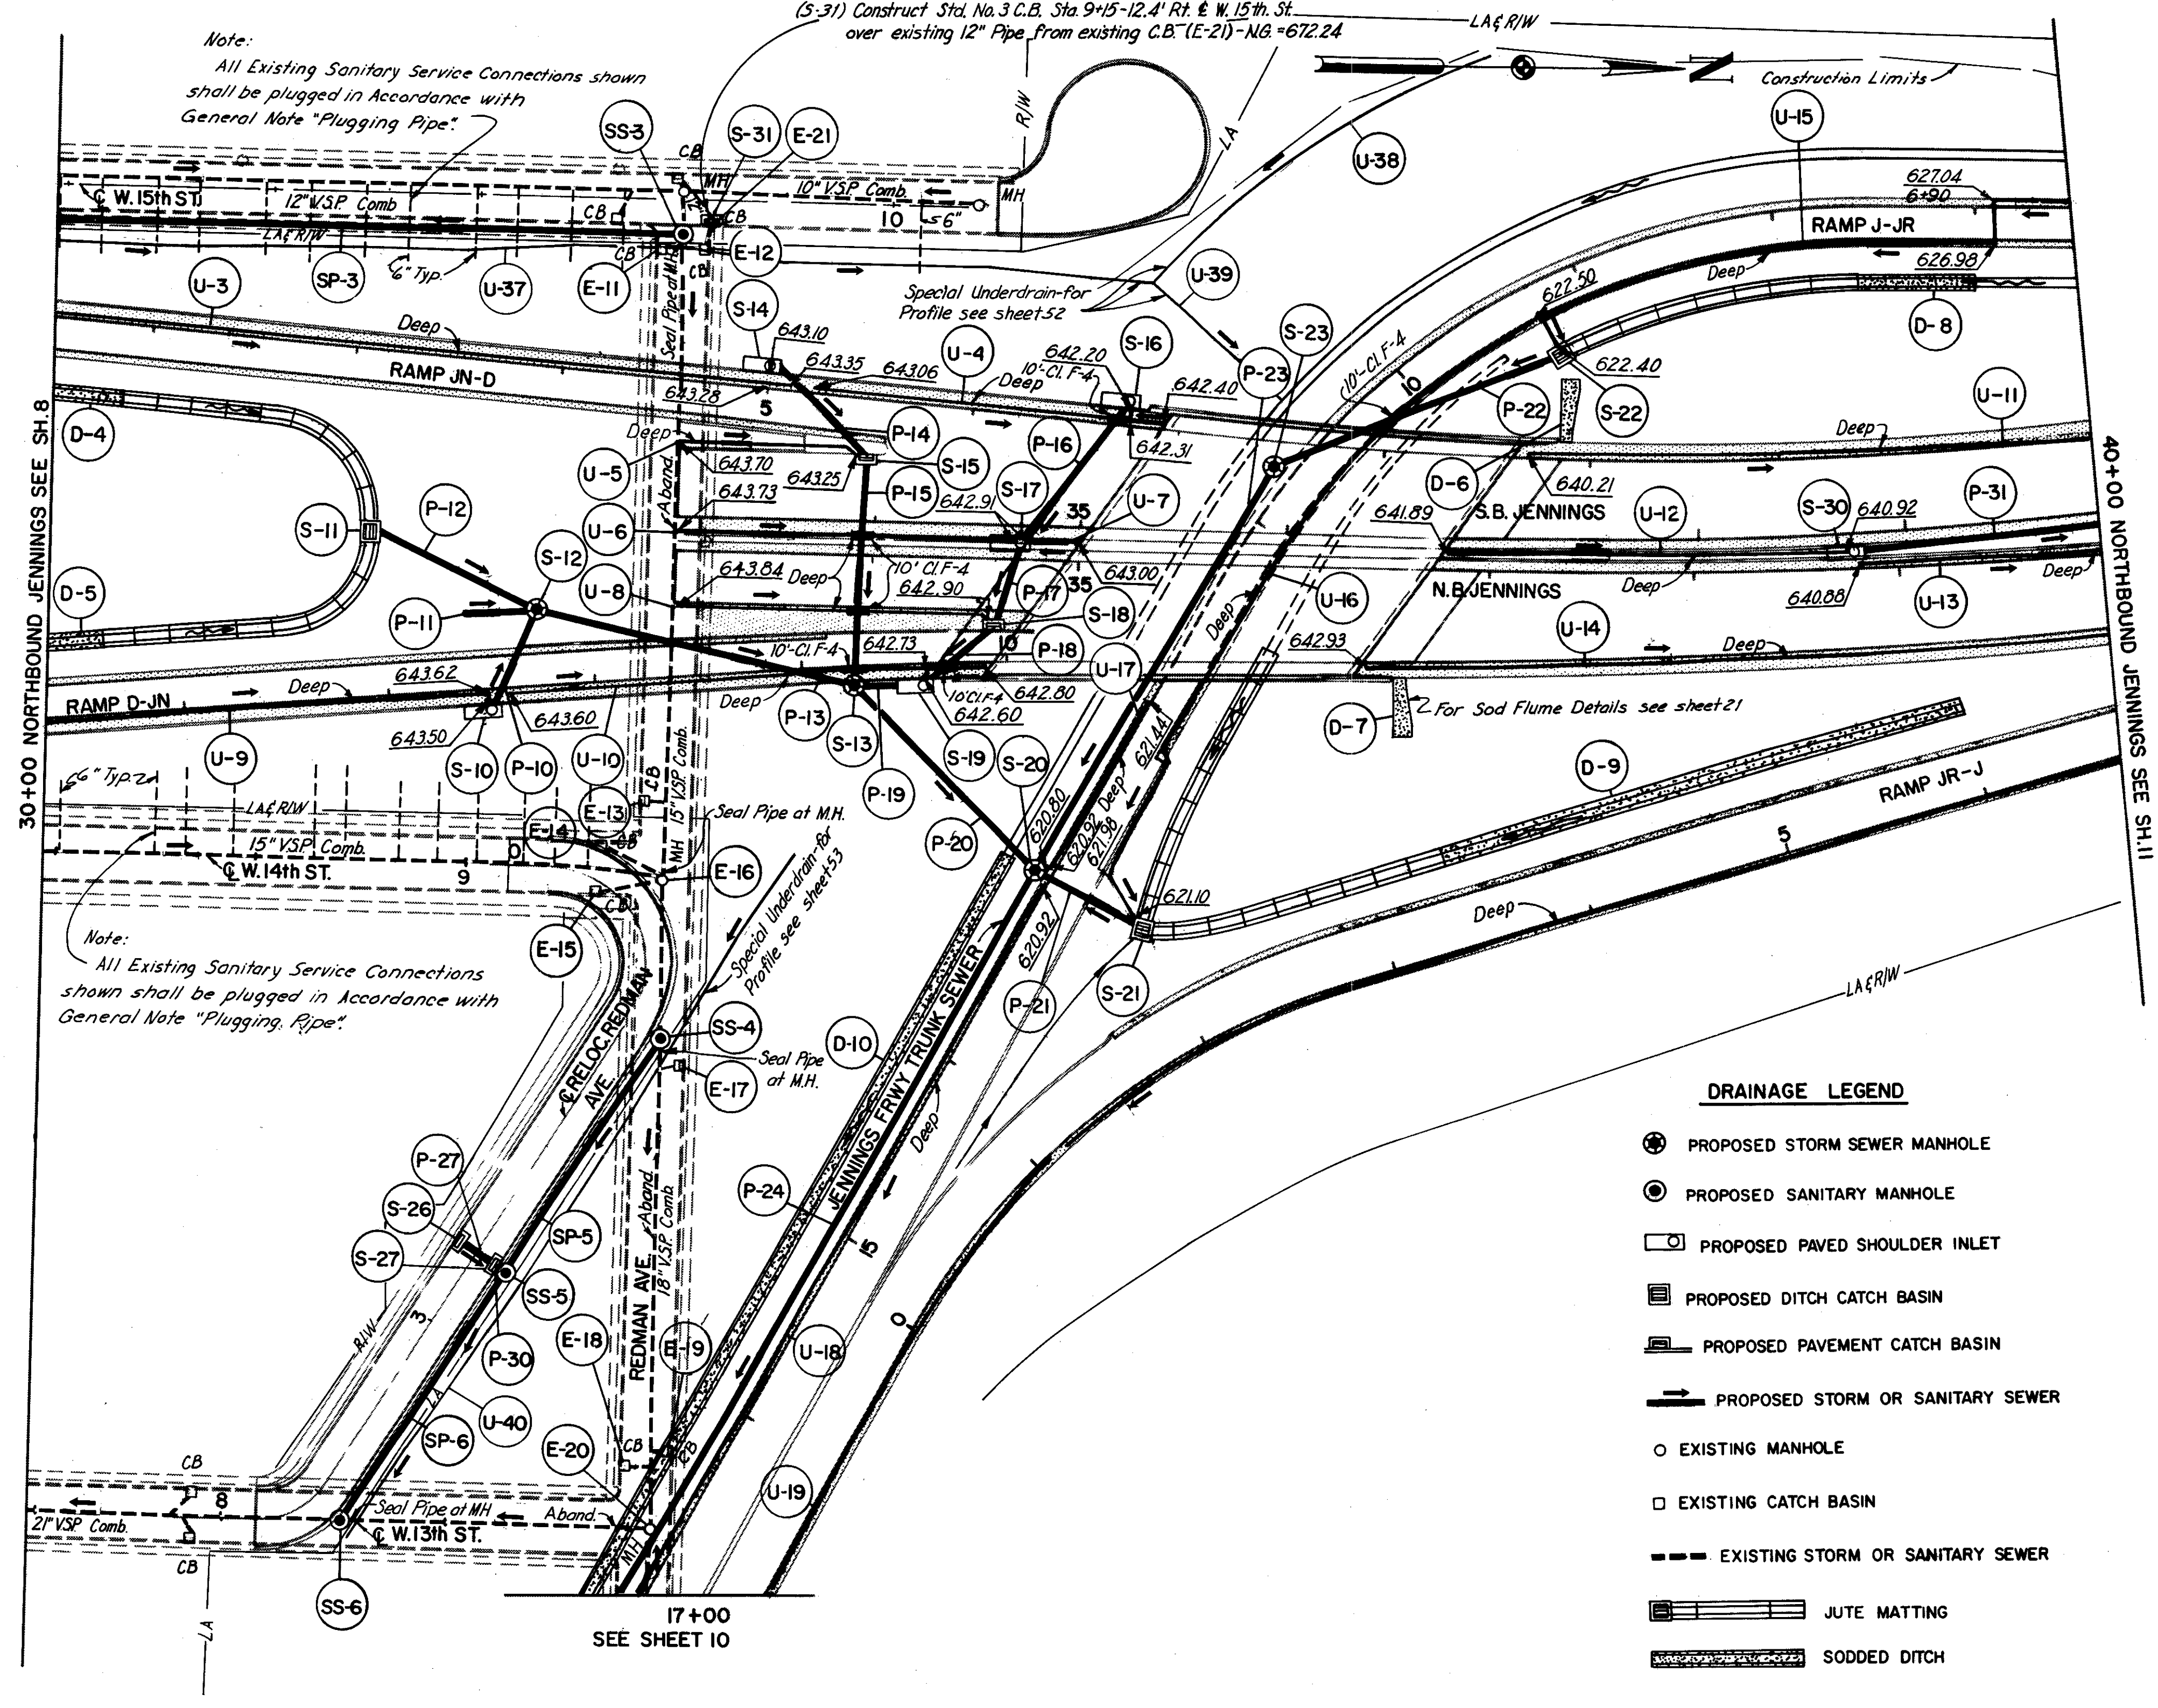 (S-31) Construct Std. No. 3 C.B. Sta. 9+15-12.4' Rt. ℄ W. 15th. St.
over existing 12" Pipe from existing C.B. (E-21)-N.G. = 672.24
LA & R/W
Construction Limits
Note:
All Existing Sanitary Service Connections shown
shall be plugged in Accordance with
General Note "Plugging Pipe".
SS-3
S-31
E-21
R/W
LA
U-38
U-15
CB
MH
10" V.S.P. Comb.
MH
℄ W. 15th ST.
12" V.S.P. Comb
CB
CB
10
6"
LA & R/W
CB
E-12
CB
627.04
6+90
RAMP J-JR
626.98
U-3
SP-3
6" Typ.
U-37
E-11
Seal Pipe at M.H.
S-14
643.10
Special Underdrain-for
Profile see sheet 52
U-39
Deep
622.50
D-8
Deep
RAMP JN-D
643.35
643.06
U-4
Deep
642.20
10'-Cl. F-4
S-16
642.40
S-23
P-23
10'-Cl. F-4
10
622.40
P-22
S-22
U-11
643.28
5
D-4
Deep
P-14
P-16
642.31
Deep
U-5
643.70
643.25
S-15
Aband.
643.73
P-15
S-17
642.91
U-7
35
D-6
640.21
S.B. JENNINGS
641.89
U-12
S-30
640.92
P-31
S-11
P-12
U-6
S-12
643.84
Deep
10' Cl. F-4
642.90
643.00
35
P-17
S-18
D-5
U-8
P-11
N.B. JENNINGS
Deep
640.88
U-13
Deep
U-16
Deep
U-14
10
10'-Cl. F-4
642.73
P-18
U-17
642.93
Deep
643.62
Deep
RAMP D-JN
643.60
643.50
U-9
S-10
P-10
U-10
Deep
P-13
S-13
10' Cl. F-4
642.80
642.60
P-19
S-19
S-20
D-7
For Sod Flume Details see sheet 21
621.44
D-9
RAMP JR-J
5
30+00 NORTHBOUND JENNINGS SEE SH. 8
40+00 NORTHBOUND JENNINGS SEE SH. 11
6" Typ.
LA & R/W
E-13
CB
15" V.S.P. Comb.
MH
Seal Pipe at M.H.
E-14
CB
15" V.S.P. Comb.
℄ W. 14th ST.
9
0
E-16
CB
E-15
P-20
620.80
620.92
Deep
621.98
621.10
620.92
P-21
S-21
Deep
LA & R/W
Special Underdrain-for
Profile see sheet 53
Note:
All Existing Sanitary Service Connections
shown shall be plugged in Accordance with
General Note "Plugging Pipe".
℄ RELOC. REDMAN
AVE.
SS-4
Seal Pipe
at M.H.
E-17
D-10
JENNINGS FRWY TRUNK SEWER
Deep
P-27
S-26
S-27
SP-5
SS-5
Aband.
18" V.S.P. Comb.
REDMAN AVE.
P-24
15
0
R/W
3
P-30
E-18
E-19
U-18
LA
U-40
SP-6
E-20
CB
CB
U-19
CB
8
21" V.S.P. Comb.
Seal Pipe at MH
Aband.
℄ W. 13th ST.
CB
MH
SS-6
LA
17+00
SEE SHEET 10
DRAINAGE LEGEND
PROPOSED STORM SEWER MANHOLE
PROPOSED SANITARY MANHOLE
PROPOSED PAVED SHOULDER INLET
PROPOSED DITCH CATCH BASIN
PROPOSED PAVEMENT CATCH BASIN
PROPOSED STORM OR SANITARY SEWER
EXISTING MANHOLE
EXISTING CATCH BASIN
EXISTING STORM OR SANITARY SEWER
JUTE MATTING
SODDED DITCH